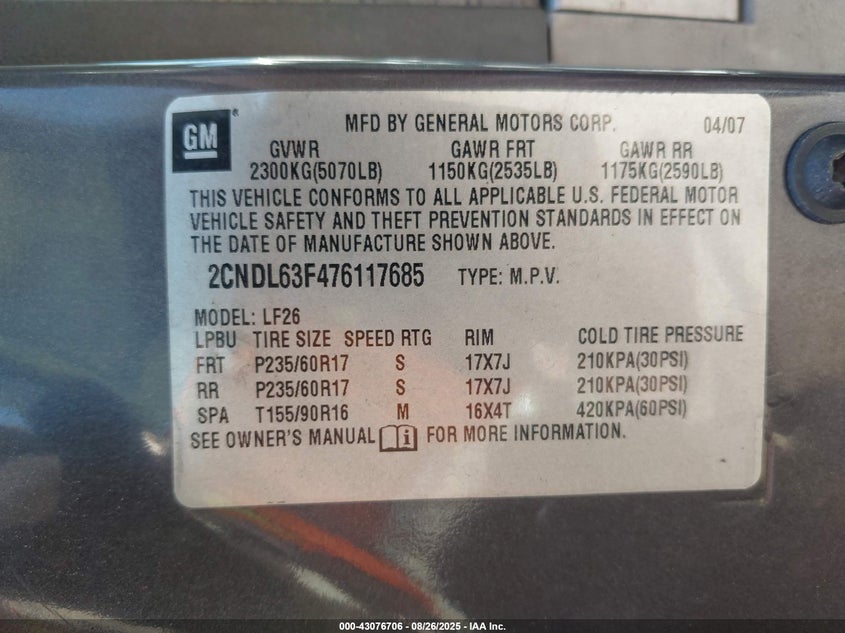 GM
MFD BY GENERAL MOTORS CORP. 04/07
GVWR GAWR FRT GAWR RR
2300KG(5070LB) 1150KG(2535LB) 1175KG(2590LB)
THIS VEHICLE CONFORMS TO ALL APPLICABLE U.S. FEDERAL MOTOR
VEHICLE SAFETY AND THEFT PREVENTION STANDARDS IN EFFECT ON
THE DATE OF MANUFACTURE SHOWN ABOVE.
2CNDL63F476117685 TYPE: M.P.V.
MODEL: LF26
LPBU TIRE SIZE SPEED RTG RIM COLD TIRE PRESSURE
FRT P235/60R17 S 17X7J 210KPA(30PSI)
RR P235/60R17 S 17X7J 210KPA(30PSI)
SPA T155/90R16 M 16X4T 420KPA(60PSI)
SEE OWNER'S MANUAL FOR MORE INFORMATION.
000-43076706 - 08/26/2025 - IAA Inc.